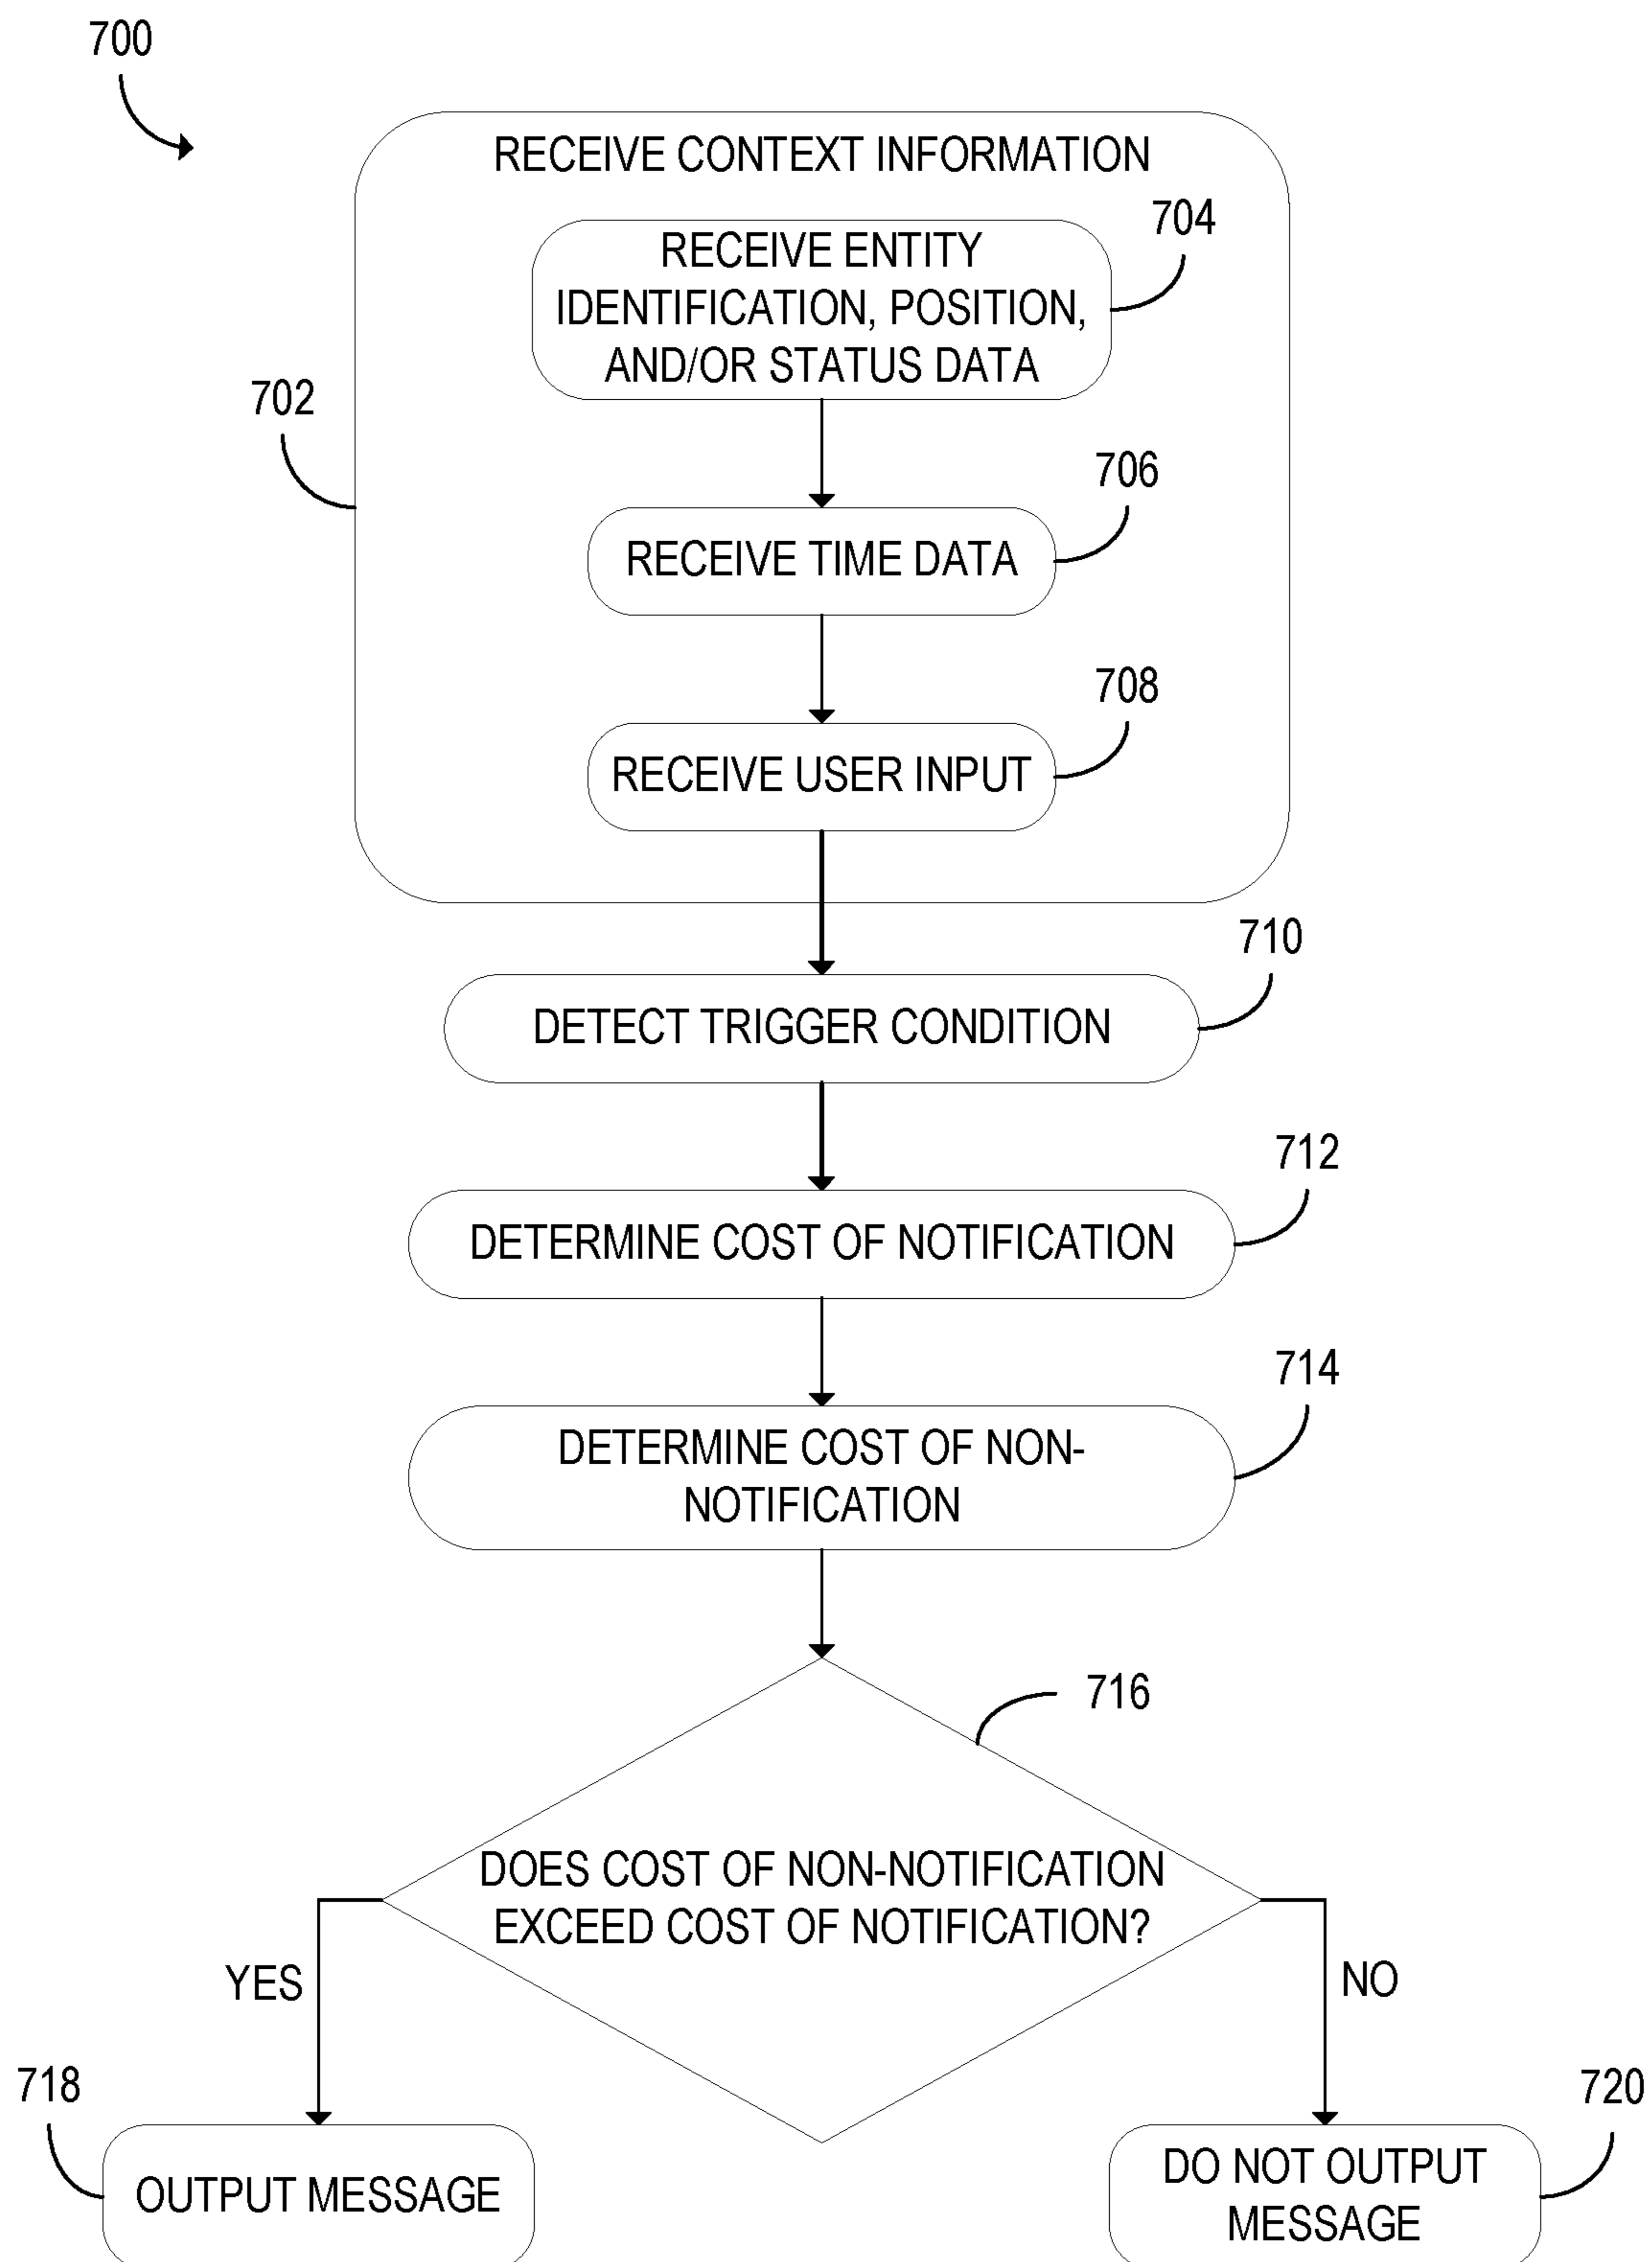 700
RECEIVE CONTEXT INFORMATION
704
RECEIVE ENTITY
IDENTIFICATION, POSITION,
AND/OR STATUS DATA
702
706
RECEIVE TIME DATA
708
RECEIVE USER INPUT
710
DETECT TRIGGER CONDITION
712
DETERMINE COST OF NOTIFICATION
714
DETERMINE COST OF NON-
NOTIFICATION
716
DOES COST OF NON-NOTIFICATION
EXCEED COST OF NOTIFICATION?
YES
NO
718
720
OUTPUT MESSAGE
DO NOT OUTPUT
MESSAGE